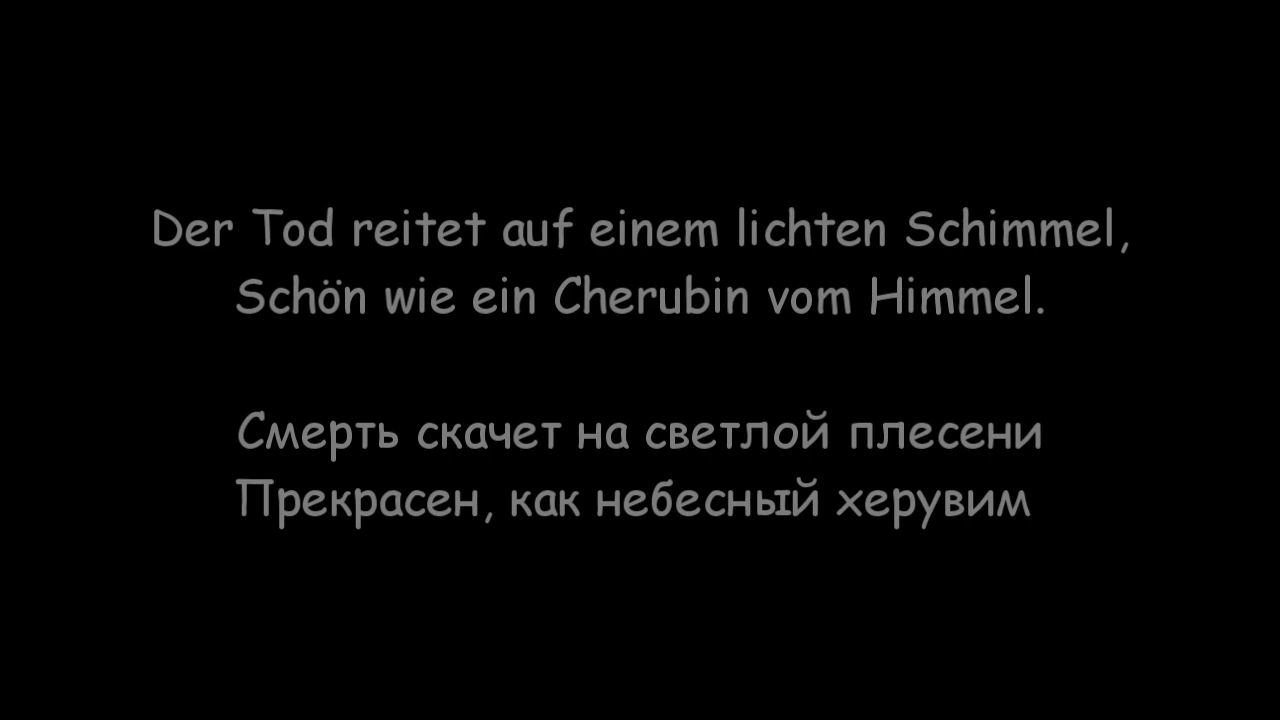 Der Tod reitet auf einem lichten Schimmel,
Schön wie ein Cherubin vom Himmel.
Смерть скачет на светлой плесени
Прекрасен, как небесный херувим